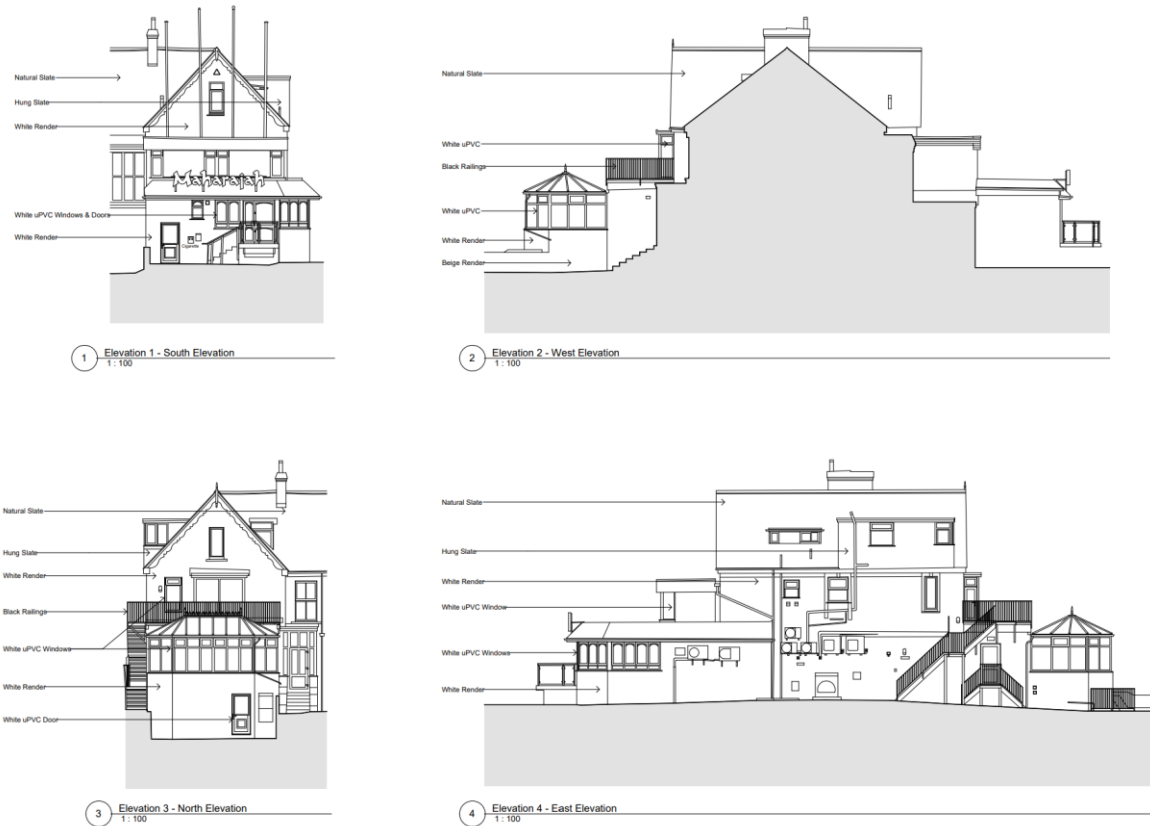 Natural Slate
Hung Slate
White Render
Maharajah
White uPVC Windows & Doors
White Render
Cigarette
1
Elevation 1 - South Elevation
1 : 100
Natural Slate
White uPVC
Black Railings
White uPVC
White Render
Beige Render
2
Elevation 2 - West Elevation
1 : 100
Natural Slate
Hung Slate
White Render
Black Railings
White uPVC Windows
White Render
White uPVC Door
3
Elevation 3 - North Elevation
1 : 100
Natural Slate
Hung Slate
White Render
White uPVC Window
White uPVC Windows
White Render
4
Elevation 4 - East Elevation
1 : 100